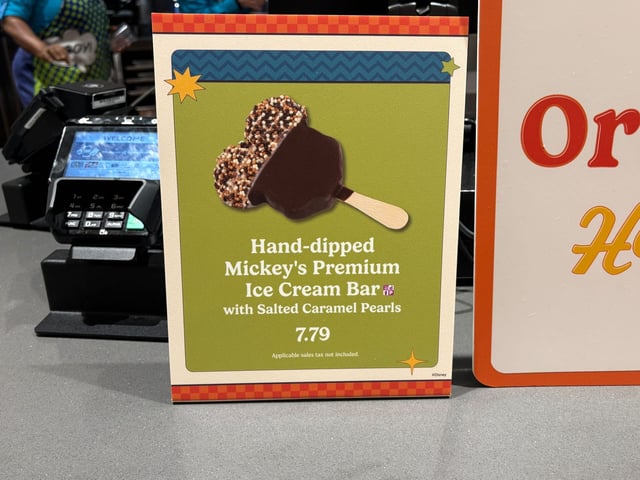 WELCOME
Hand-dipped
Mickey's Premium
Ice Cream Bar
with Salted Caramel Pearls
7.79
Applicable sales tax not included.
©Disney
Or